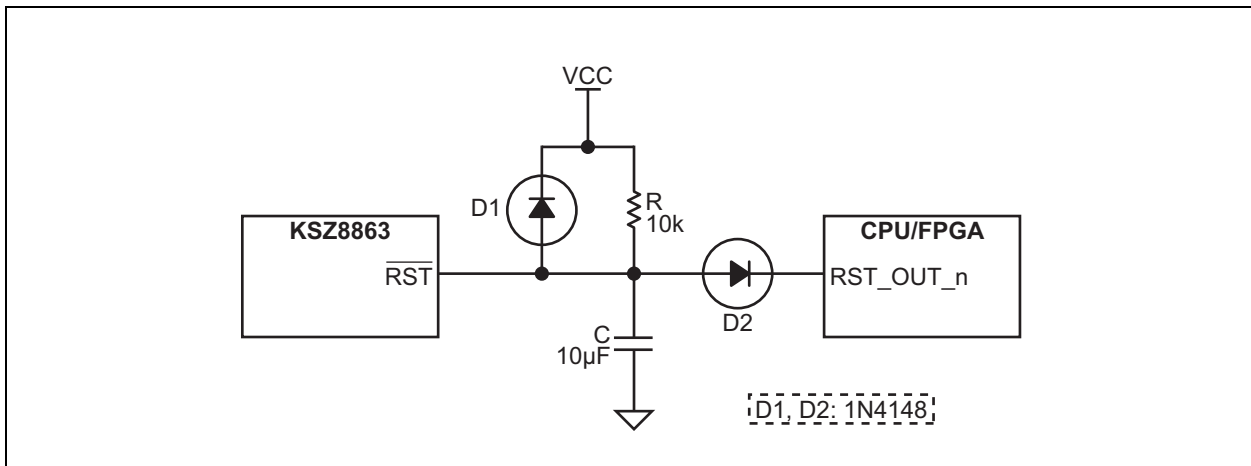 VCC
D1
R
10k
KSZ8863
RST
CPU/FPGA
RST_OUT_n
D2
C
10µF
D1, D2: 1N4148